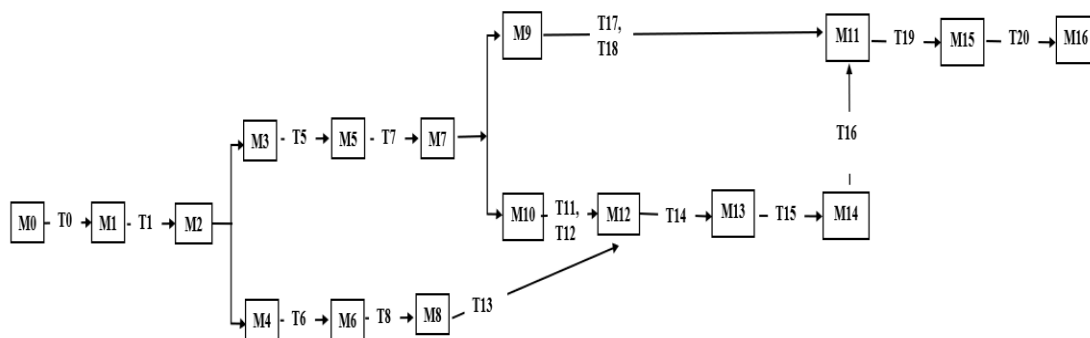 M9 T17, M11 T19 M15 T20 M16
T18
M3 T5 M5 T7 M7 T16
M0 T0 M1 T1 M2 M10 T11, M12 T14 M13 T15 M14
T12
M4 T6 M6 T8 M8 T13